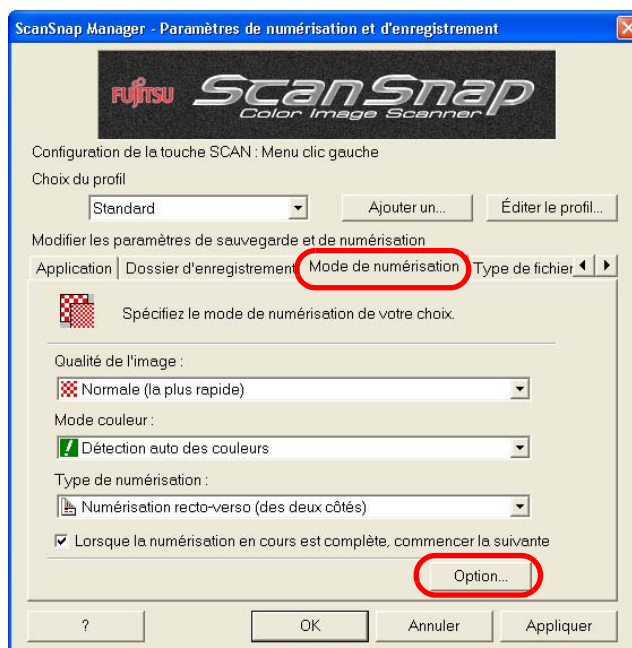 ScanSnap Manager - Paramètres de numérisation et d'enregistrement
FUJITSU ScanSnap
Color Image Scanner
Configuration de la touche SCAN : Menu clic gauche
Choix du profil
Standard Ajouter un... Éditer le profil...
Modifier les paramètres de sauvegarde et de numérisation
Application Dossier d'enregistrement Mode de numérisation Type de fichier
Spécifiez le mode de numérisation de votre choix.
Qualité de l'image :
Normale (la plus rapide)
Mode couleur :
Détection auto des couleurs
Type de numérisation :
Numérisation recto-verso (des deux côtés)
Lorsque la numérisation en cours est complète, commencer la suivante
Option...
? OK Annuler Appliquer